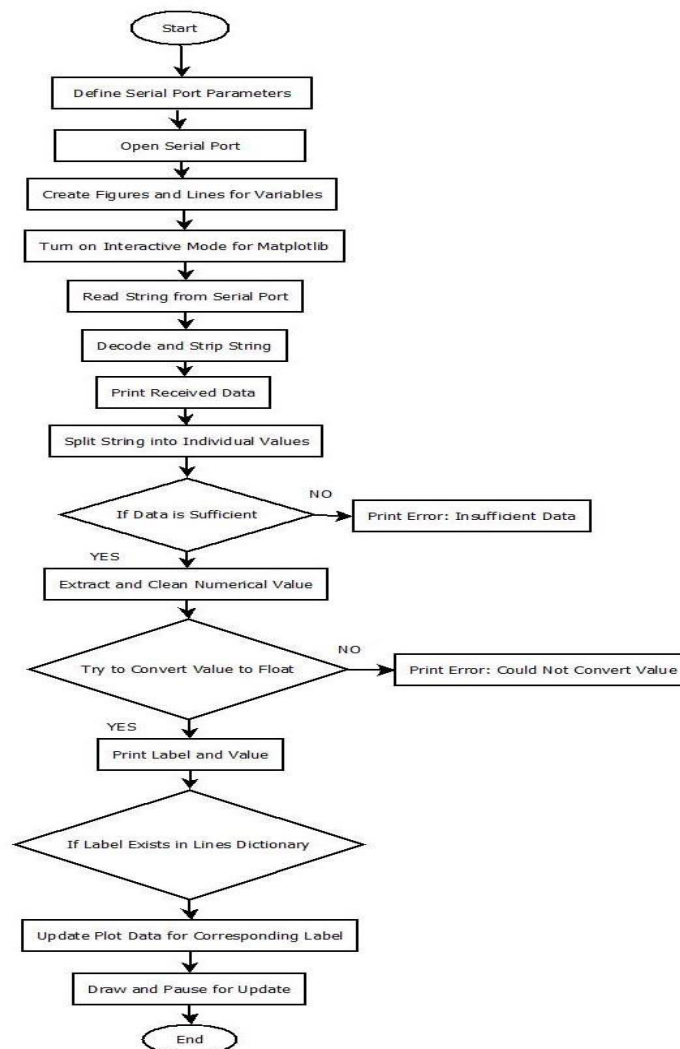 Start
Define Serial Port Parameters
Open Serial Port
Create Figures and Lines for Variables
Turn on Interactive Mode for Matplotlib
Read String from Serial Port
Decode and Strip String
Print Received Data
Split String into Individual Values
If Data is Sufficient
NO
Print Error: Insufficient Data
YES
Extract and Clean Numerical Value
Try to Convert Value to Float
NO
Print Error: Could Not Convert Value
YES
Print Label and Value
If Label Exists in Lines Dictionary
Update Plot Data for Corresponding Label
Draw and Pause for Update
End